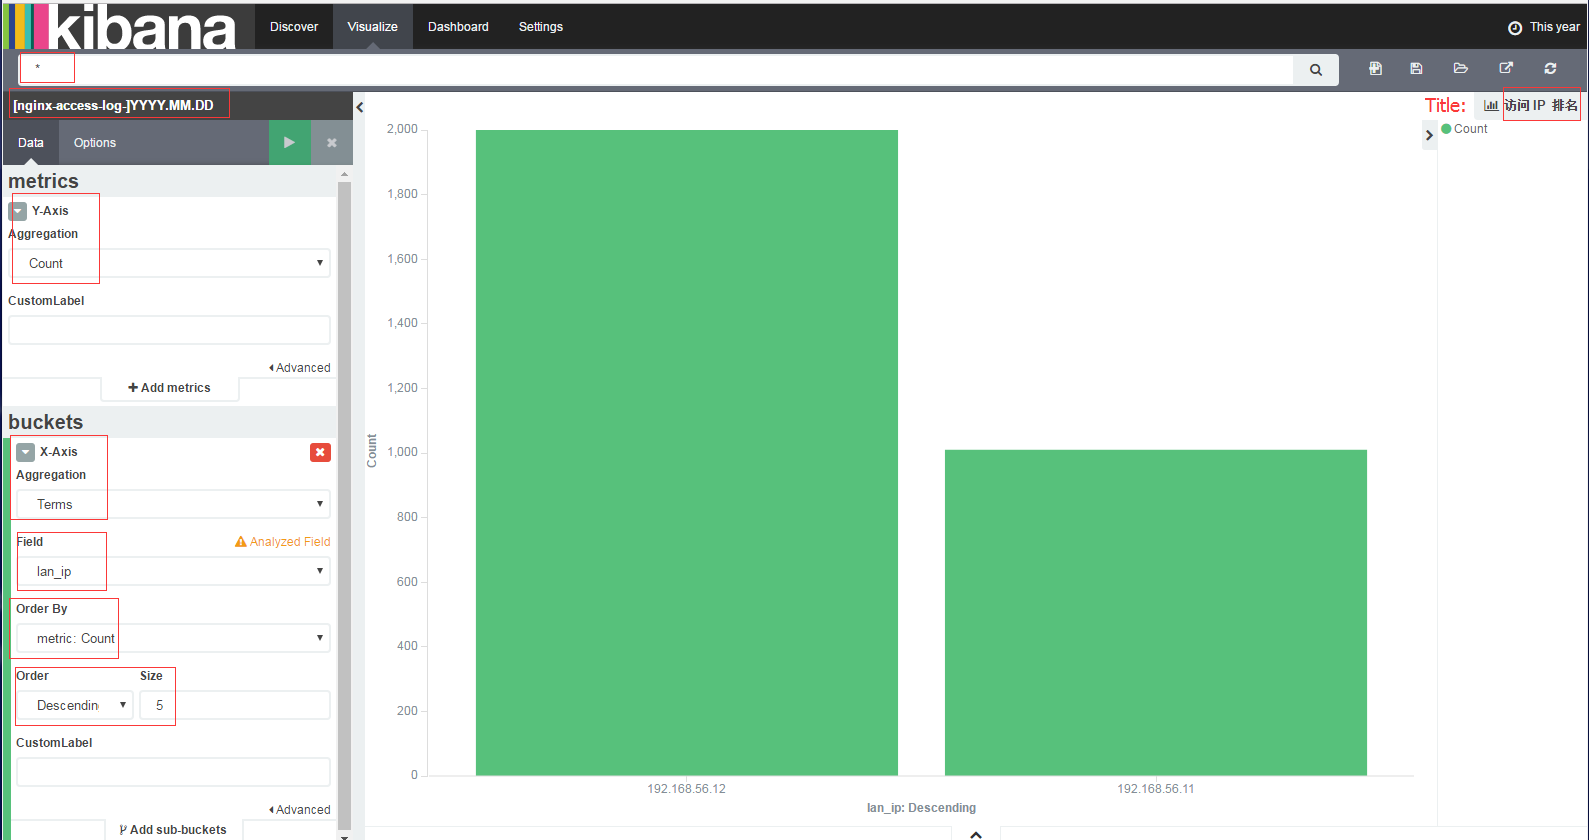 kibana
Discover
Visualize
Dashboard
Settings
This year
*
[nginx-access-log-]YYYY.MM.DD
Title:
访问 IP 排名
Data
Options
Count
metrics
Y-Axis
Aggregation
Count
CustomLabel
Advanced
Add metrics
buckets
X-Axis
Aggregation
Terms
Field
Analyzed Field
lan_ip
Order By
metric: Count
Order
Size
Descendin
5
CustomLabel
Advanced
Add sub-buckets
2,000
1,800
1,600
1,400
1,200
1,000
800
600
400
200
0
Count
192.168.56.12
192.168.56.11
lan_ip: Descending